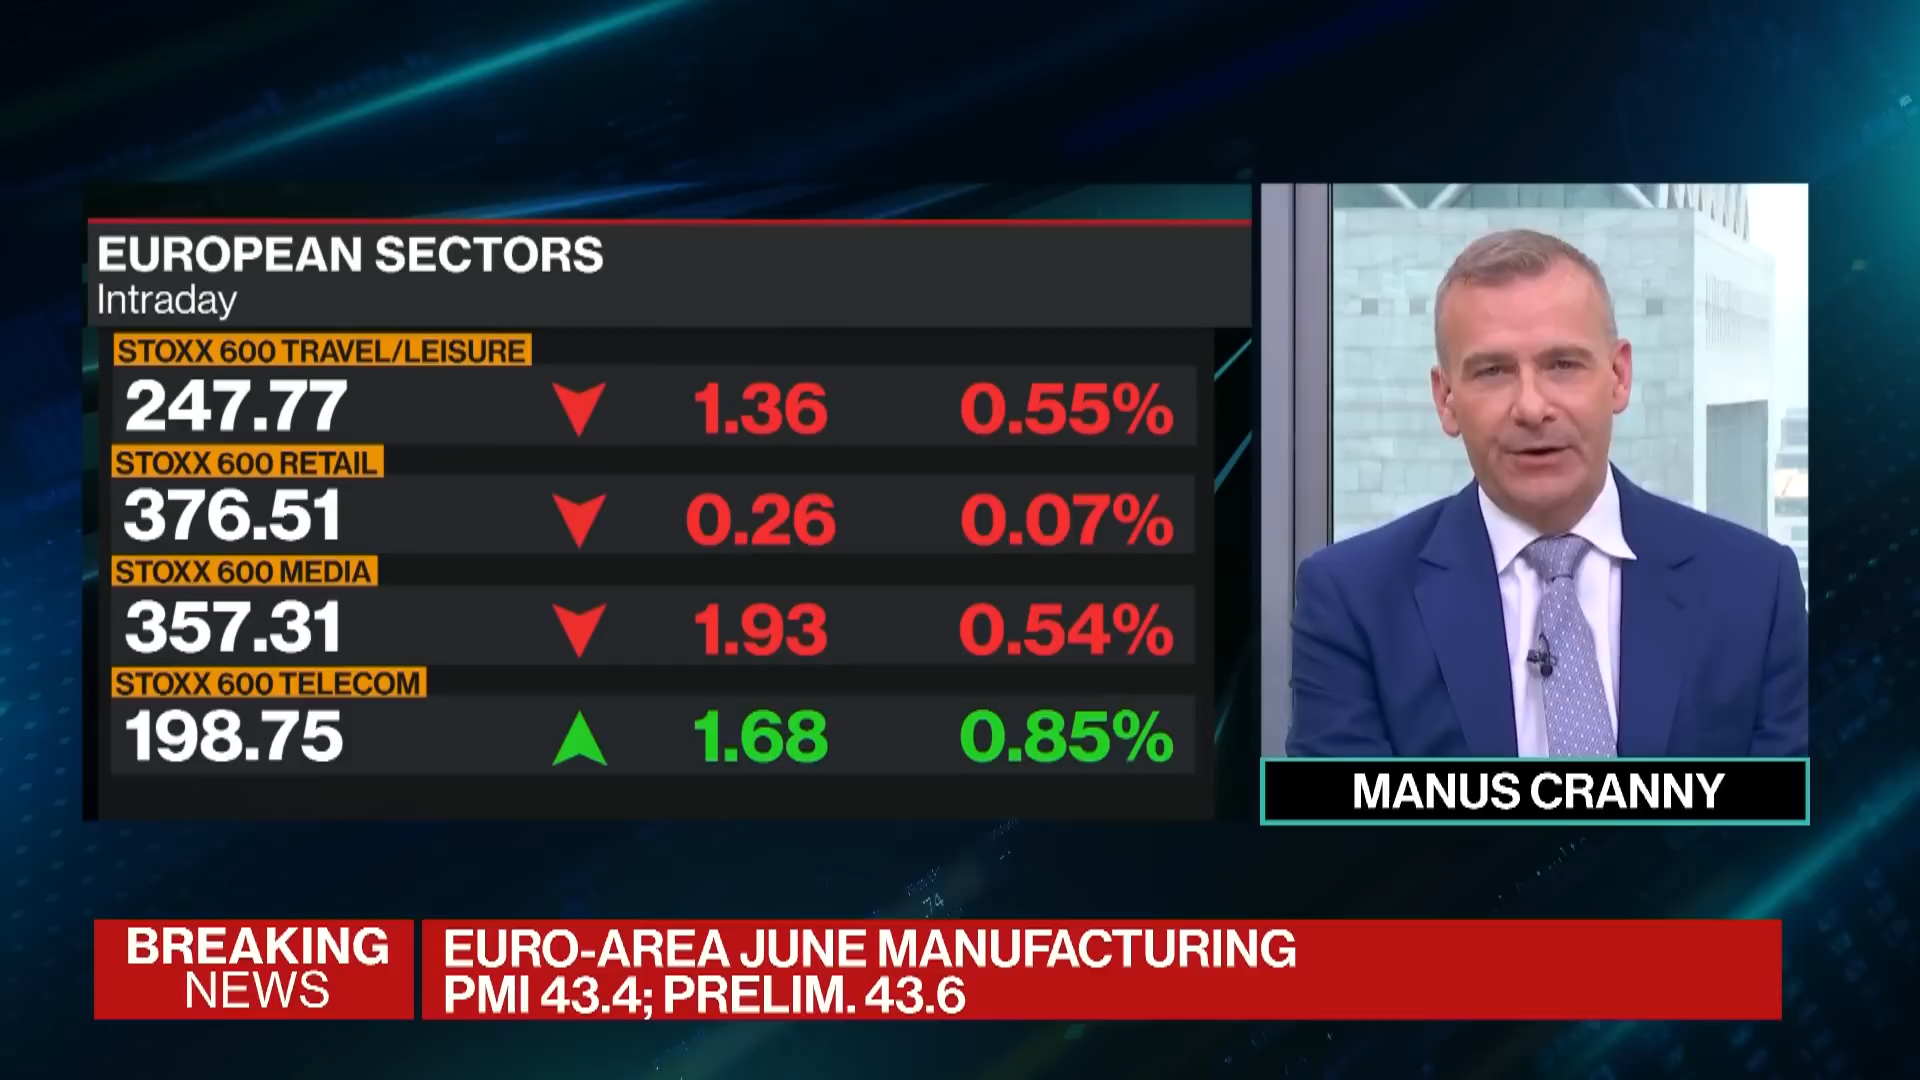 EUROPEAN SECTORS
Intraday
STOXX 600 TRAVEL/LEISURE
247.77 1.36 0.55%
STOXX 600 RETAIL
376.51 0.26 0.07%
STOXX 600 MEDIA
357.31 1.93 0.54%
STOXX 600 TELECOM
198.75 1.68 0.85%
MANUS CRANNY
74
BREAKING
NEWS
EURO-AREA JUNE MANUFACTURING
PMI 43.4; PRELIM. 43.6